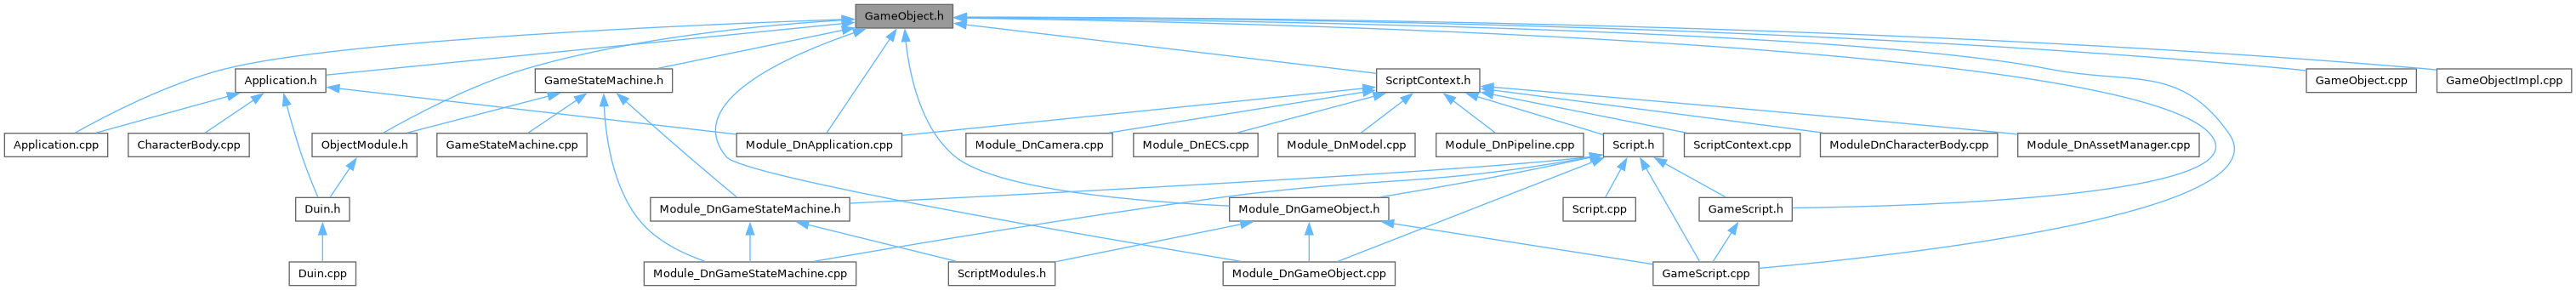 GameObject.h
Application.h
GameStateMachine.h
ScriptContext.h
GameObject.cpp
GameObjectImpl.cpp
Application.cpp
CharacterBody.cpp
ObjectModule.h
GameStateMachine.cpp
Module_DnApplication.cpp
Module_DnCamera.cpp
Module_DnECS.cpp
Module_DnModel.cpp
Module_DnPipeline.cpp
Script.h
ScriptContext.cpp
ModuleDnCharacterBody.cpp
Module_DnAssetManager.cpp
Duin.h
Module_DnGameStateMachine.h
Module_DnGameObject.h
Script.cpp
GameScript.h
Duin.cpp
Module_DnGameStateMachine.cpp
ScriptModules.h
Module_DnGameObject.cpp
GameScript.cpp